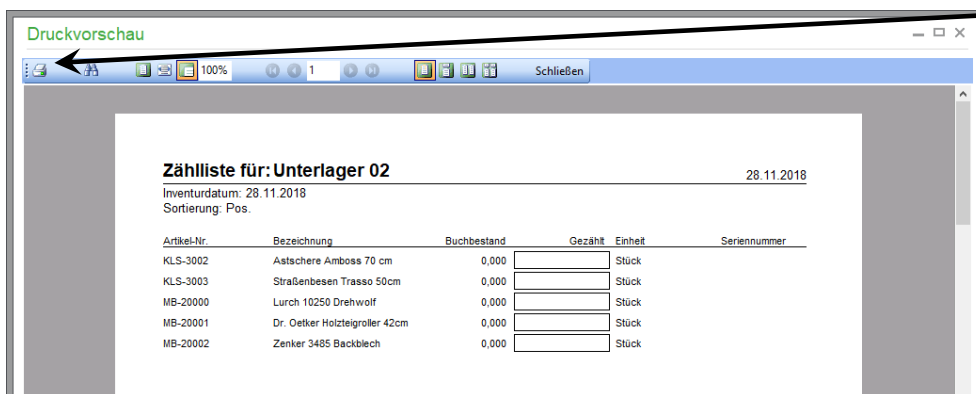 Druckvorschau
100% 1 Schließen
Zählliste für: Unterlager 02 28.11.2018
Inventurdatum: 28.11.2018
Sortierung: Pos.
Artikel-Nr. Bezeichnung Buchbestand Gezählt Einheit Seriennummer
KLS-3002 Astschere Amboss 70 cm 0,000 Stück
KLS-3003 Straßenbesen Trasso 50cm 0,000 Stück
MB-20000 Lurch 10250 Drehwolf 0,000 Stück
MB-20001 Dr. Oetker Holzteigroller 42cm 0,000 Stück
MB-20002 Zenker 3485 Backblech 0,000 Stück